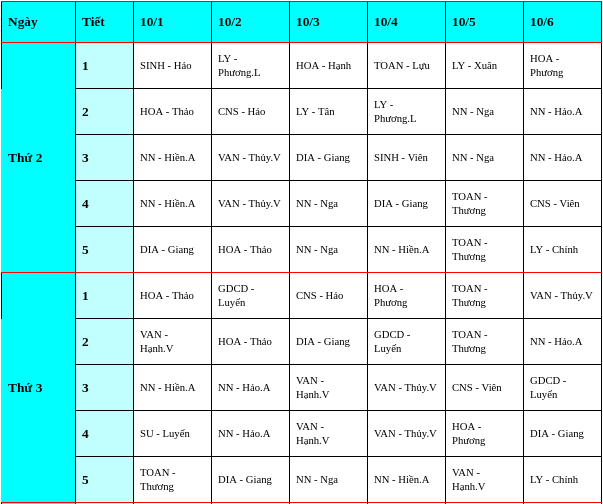 Ngày Tiết 10/1 10/2 10/3 10/4 10/5 10/6
Thứ 2
1 SINH - Hảo LY - Phương.L HOA - Hạnh TOAN - Lựu LY - Xuân HOA - Phương
2 HOA - Thảo CNS - Hảo LY - Tân LY - Phương.L NN - Nga NN - Hảo.A
3 NN - Hiền.A VAN - Thủy.V DIA - Giang SINH - Viên NN - Nga NN - Hảo.A
4 NN - Hiền.A VAN - Thủy.V NN - Nga DIA - Giang TOAN - Thương CNS - Viên
5 DIA - Giang HOA - Thảo NN - Nga NN - Hiền.A TOAN - Thương LY - Chính
Thứ 3
1 HOA - Thảo GDCD - Luyến CNS - Hảo HOA - Phương TOAN - Thương VAN - Thủy.V
2 VAN - Hạnh.V HOA - Thảo DIA - Giang GDCD - Luyến TOAN - Thương NN - Hảo.A
3 NN - Hiền.A NN - Hảo.A VAN - Hạnh.V VAN - Thủy.V CNS - Viên GDCD - Luyến
4 SU - Luyến NN - Hảo.A VAN - Hạnh.V VAN - Thủy.V HOA - Phương DIA - Giang
5 TOAN - Thương DIA - Giang NN - Nga NN - Hiền.A VAN - Hạnh.V LY - Chính